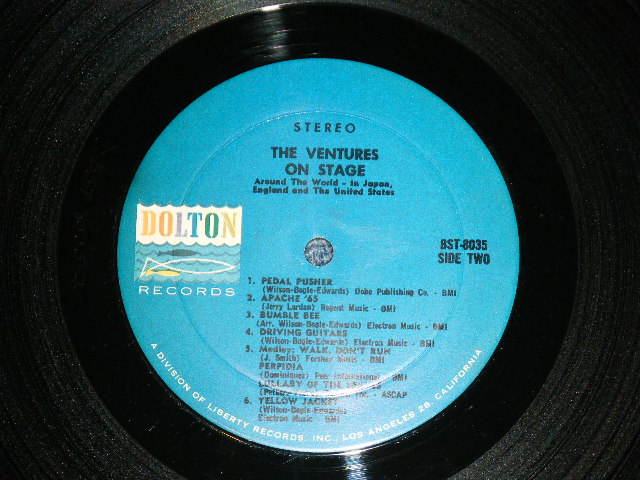 STEREO
THE VENTURES
ON STAGE
Around The World - In Japan,
England and The United States
DOLTON
RECORDS
BST-8035
SIDE TWO
1. PEDAL PUSHER
(Wilson-Bogle-Edwards) Dobo Publishing Co. - BMI
2. APACHE '65
(Jerry Lordan) Regent Music - BMI
3. BUMBLE BEE
(Arr. Wilson-Bogle-Edwards) Electron Music - BMI
4. DRIVING GUITARS
(Wilson-Bogle-Edwards) Electron Music - BMI
5. Medley: WALK, DON'T RUN
(J. Smith) Music - BMI
PERFIDIA
(Dominguez) International - BMI
LULLABY OF THE
- ASCAP
6. YELLOW JACKET
(Wilson-Bogle-Edwards)
Electron Music - BMI
A DIVISION OF LIBERTY RECORDS, INC., LOS ANGELES 28, CALIFORNIA